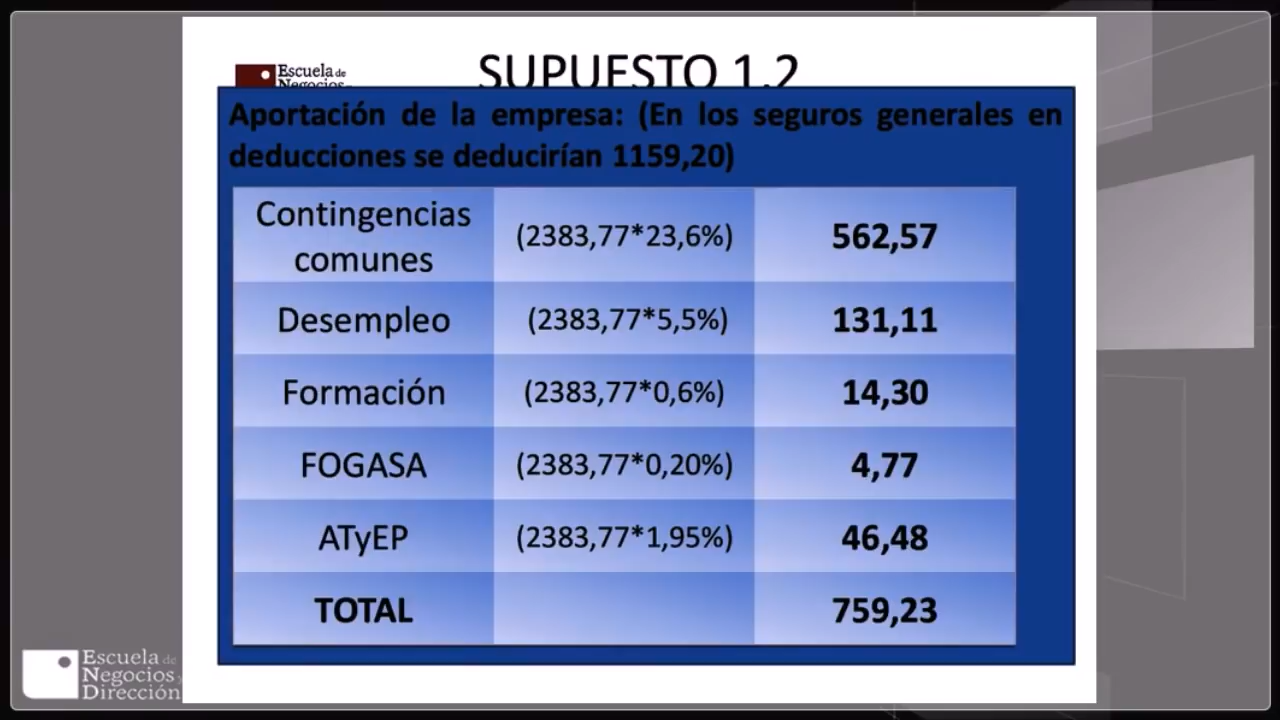 Escuela de
Negocios
SUPUESTO 1.2
Aportación de la empresa: (En los seguros generales en
deducciones se deducirían 1159,20)
Contingencias
comunes
(2383,77*23,6%)
562,57
Desempleo
(2383,77*5,5%)
131,11
Formación
(2383,77*0,6%)
14,30
FOGASA
(2383,77*0,20%)
4,77
ATyEP
(2383,77*1,95%)
46,48
TOTAL
759,23
Escuela de
Negocios y
Dirección